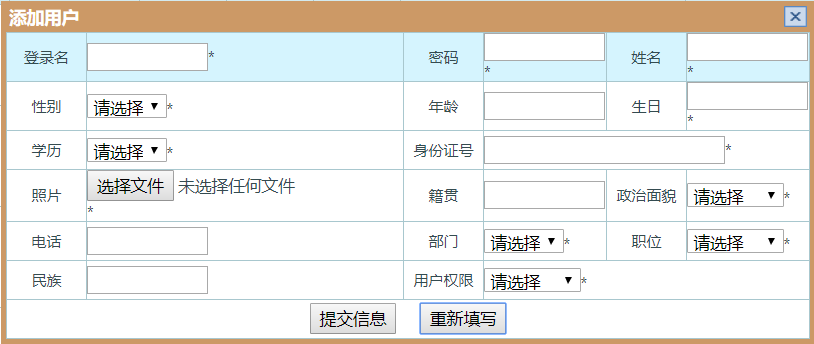 添加用户
登录名 * 密码 * 姓名 *
性别 请选择 * 年龄 生日 *
学历 请选择 * 身份证号 *
照片 选择文件 未选择任何文件 * 籍贯 政治面貌 请选择 *
电话 部门 请选择 * 职位 请选择 *
民族 用户权限 请选择 *
提交信息 重新填写